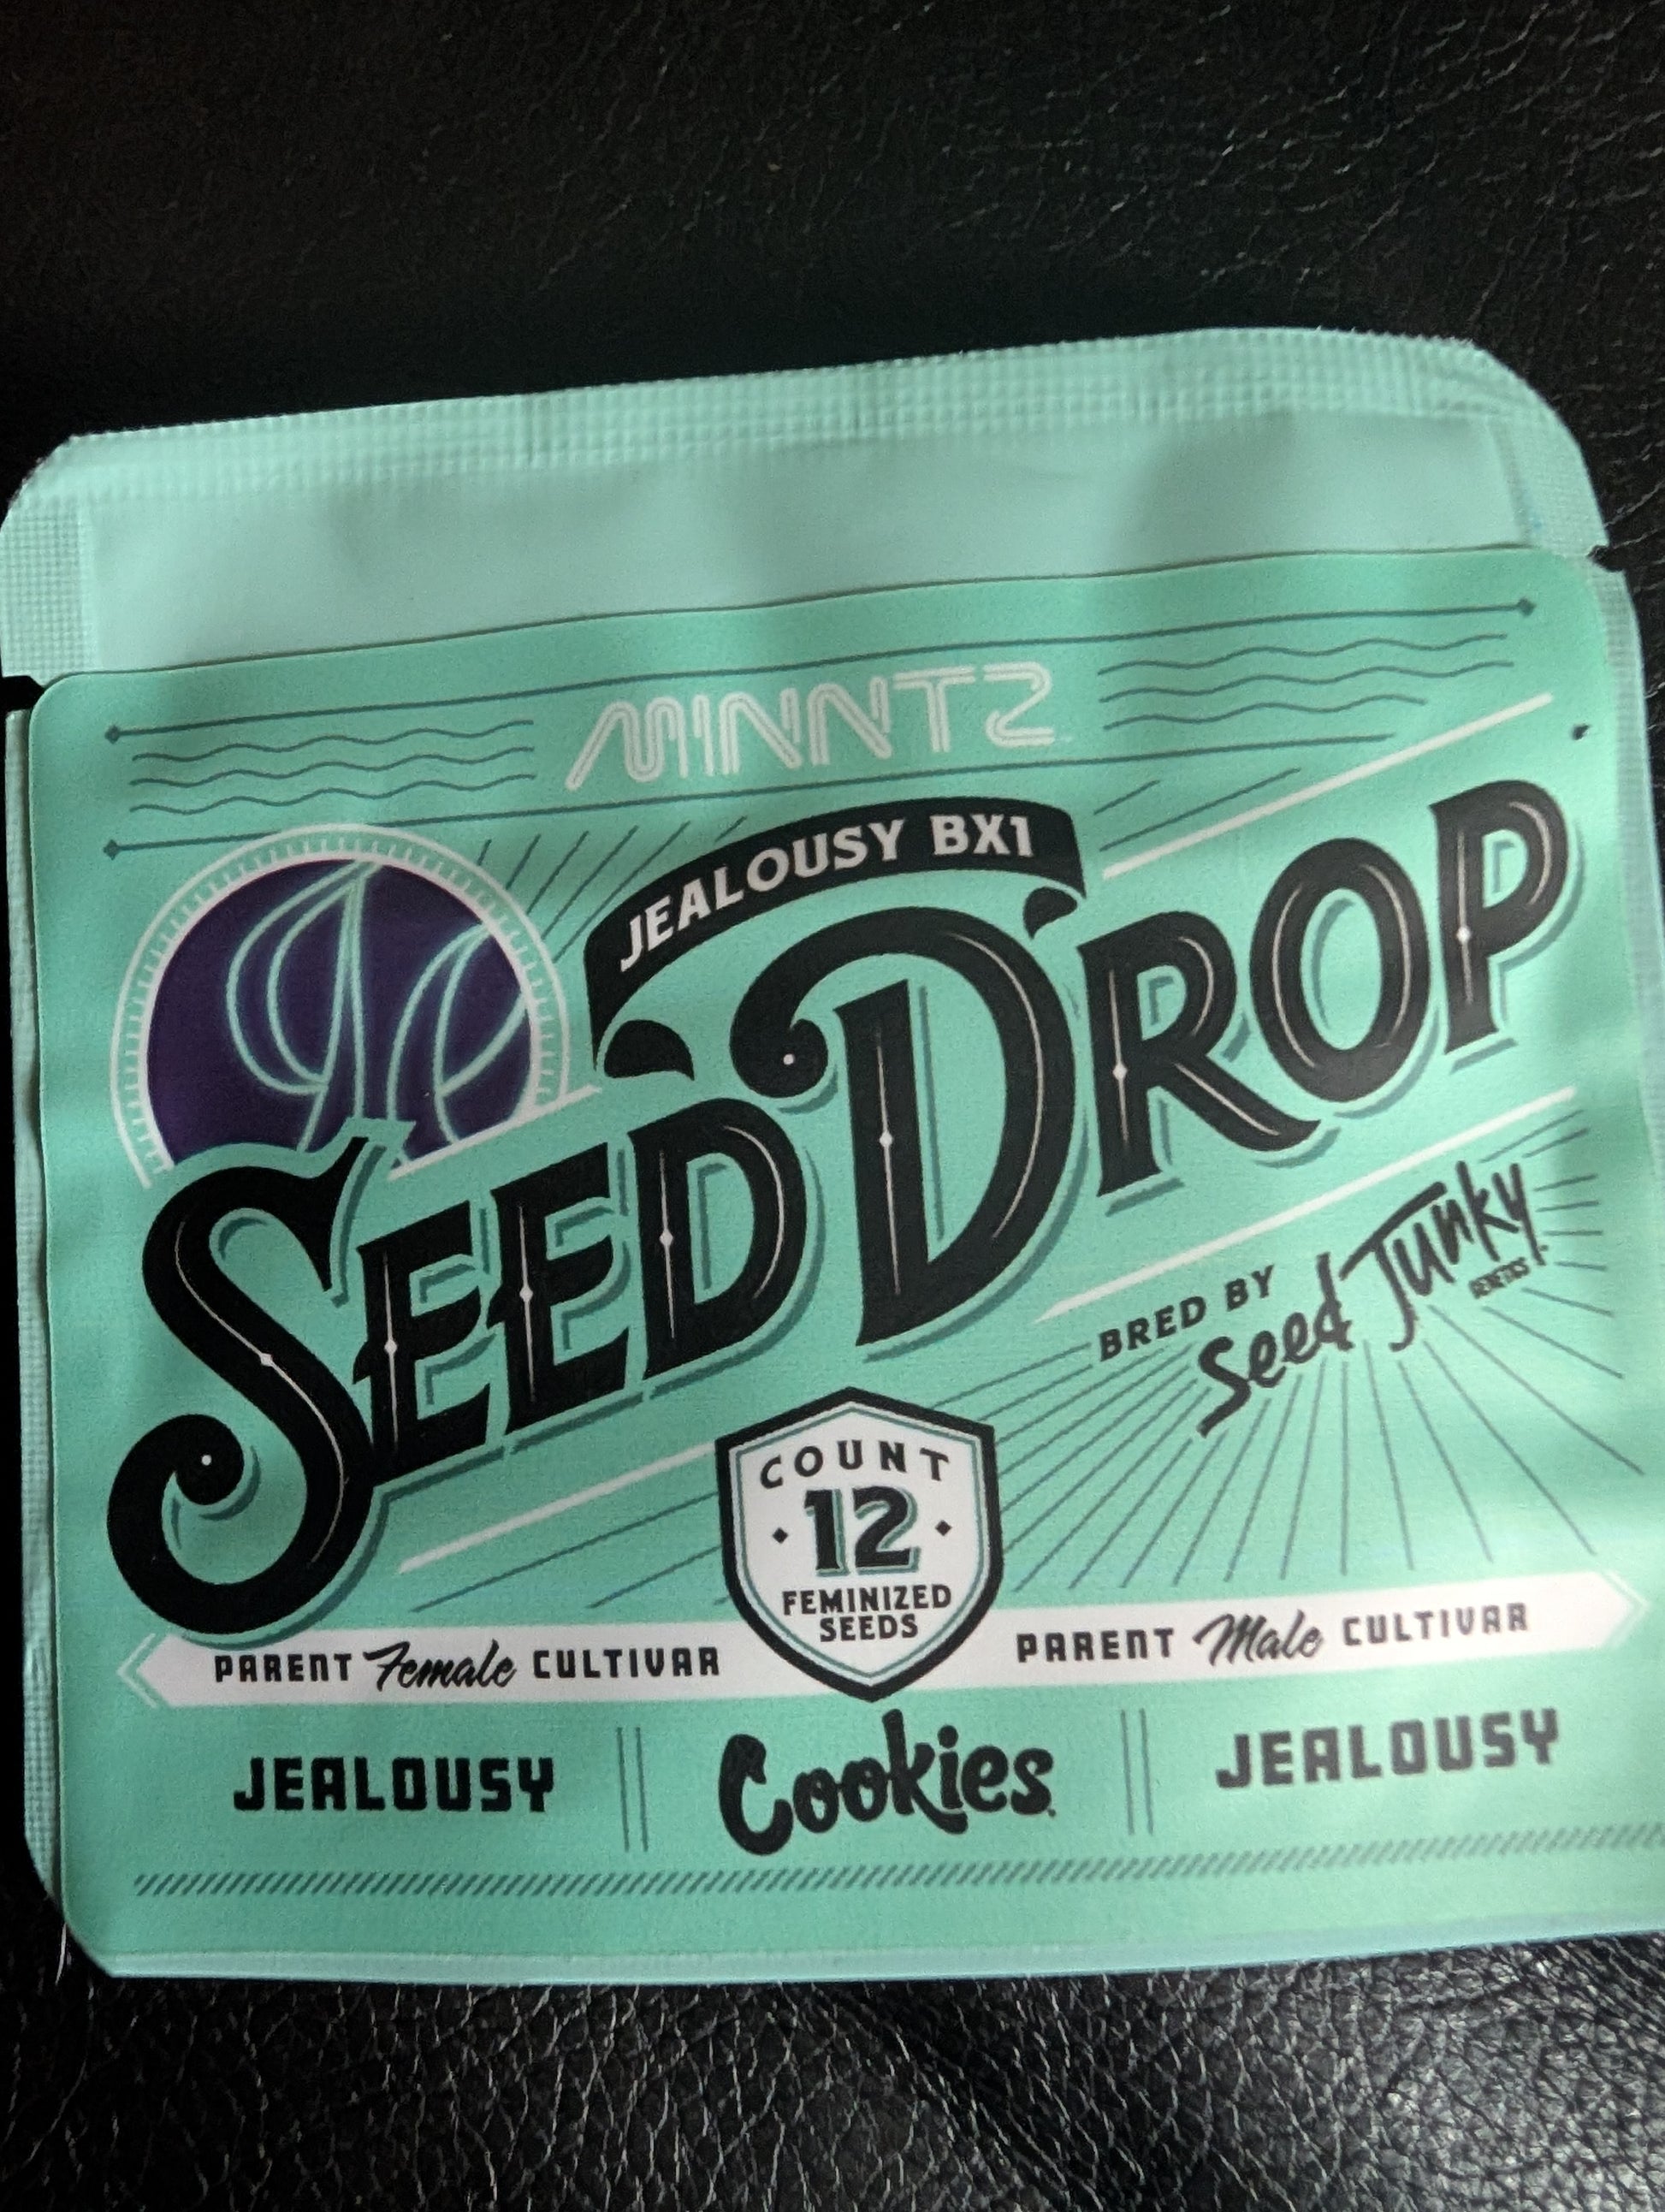 MINNTZ
JEALOUSY BX1
SEED DROP
BRED BY
Seed Junky
GENETICS
COUNT
12
FEMINIZED
SEEDS
PARENT Female CULTIVAR
PARENT Male CULTIVAR
JEALOUSY
Cookies
JEALOUSY